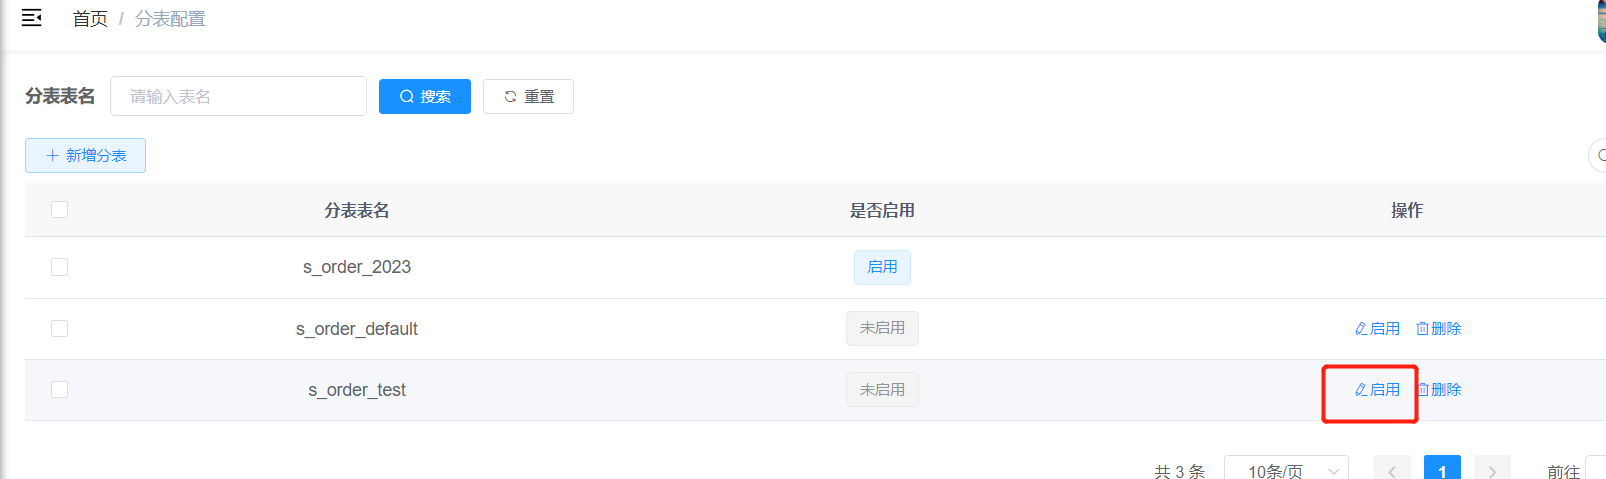 首页 / 分表配置
分表表名 请输入表名 搜索 重置
新增分表
分表表名 是否启用 操作
s_order_2023 启用
s_order_default 未启用 启用 删除
s_order_test 未启用 启用 删除
共 3 条 10条/页 1 前往